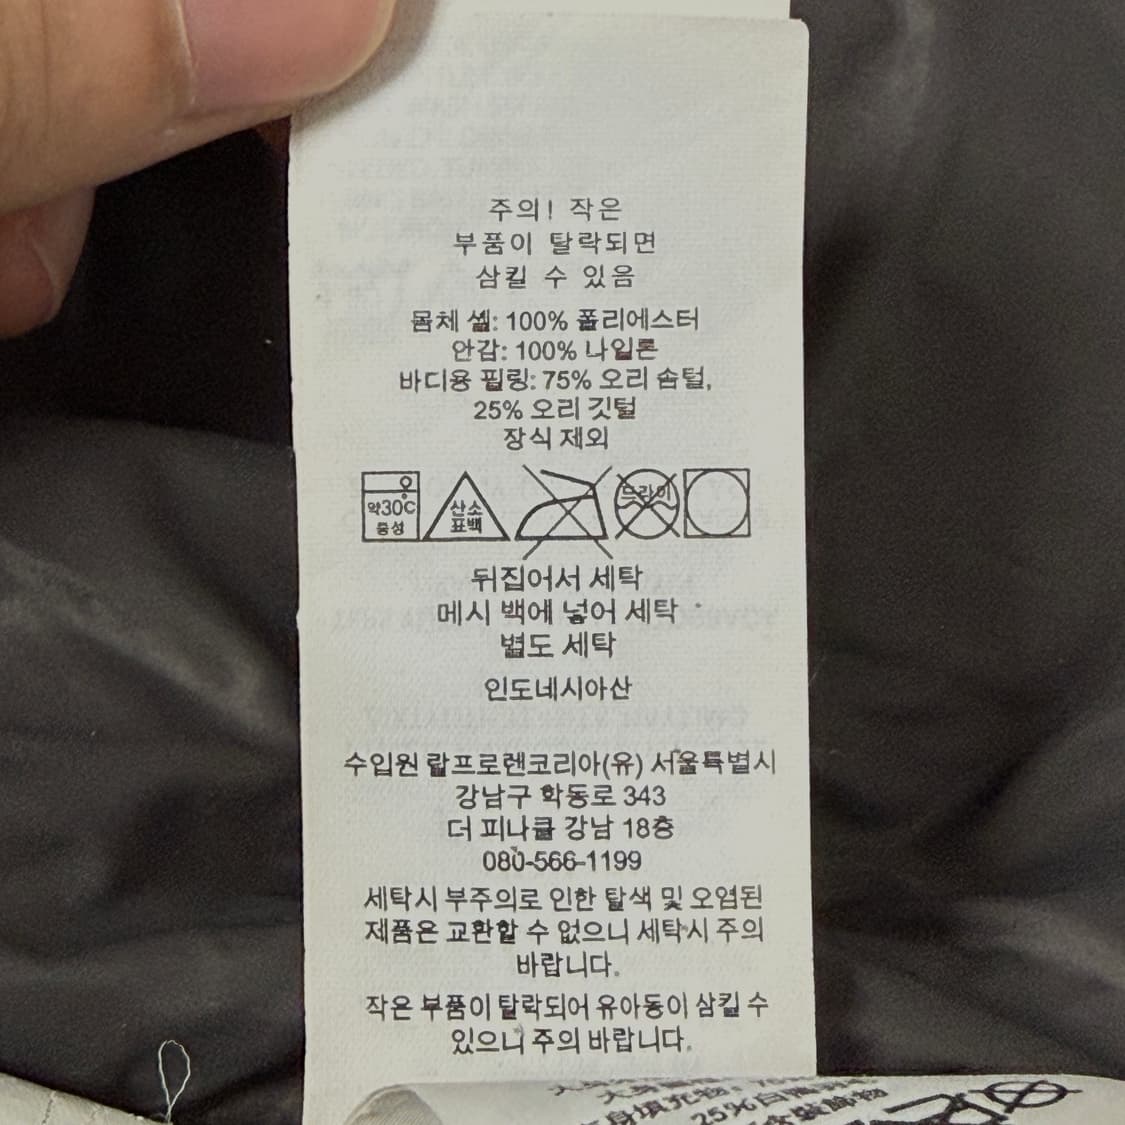 주의! 작은
부품이 탈락되면
삼킬 수 있음
몸체 셸: 100% 폴리에스터
안감: 100% 나일론
바디용 필링: 75% 오리 솜털,
25% 오리 깃털
장식 제외
약30℃
중성
산소
표백
드라이
뒤집어서 세탁
메시 백에 넣어 세탁
별도 세탁
인도네시아산
수입원 랄프로렌코리아(유) 서울특별시
강남구 학동로 343
더 피나클 강남 18층
080-566-1199
세탁시 부주의로 인한 탈색 및 오염된
제품은 교환할 수 없으니 세탁시 주의
바랍니다.
작은 부품이 탈락되어 유아동이 삼킬 수
있으니 주의 바랍니다.
身填充物:
25%白